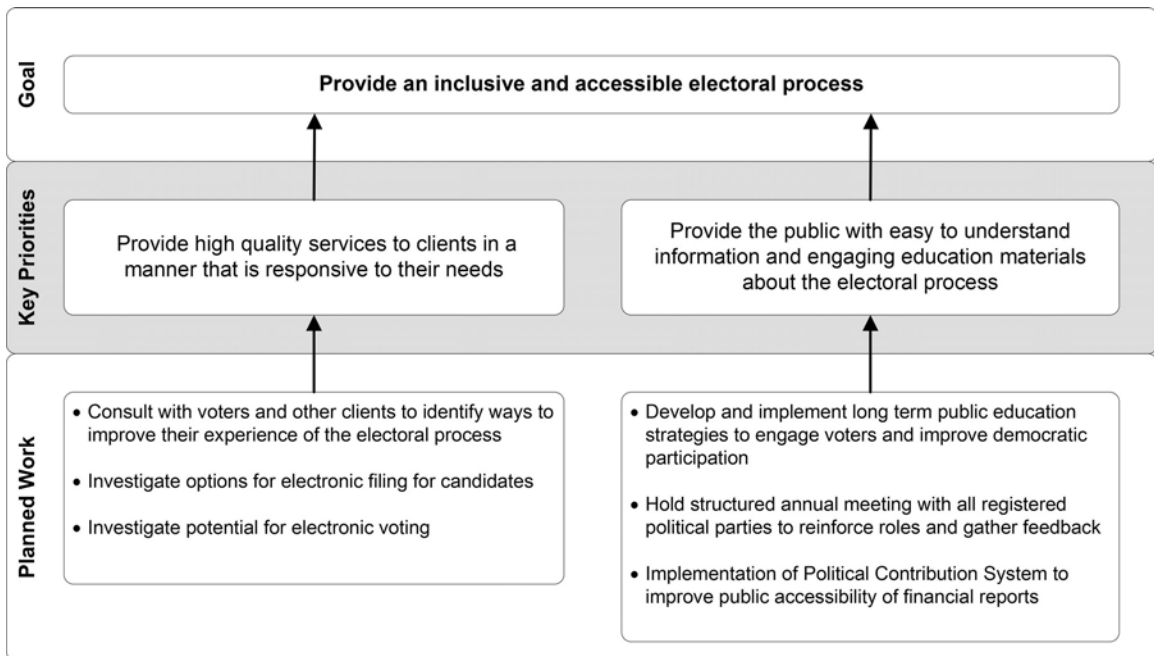 Goal
Provide an inclusive and accessible electoral process
Key Priorities
Provide high quality services to clients in a
manner that is responsive to their needs
Provide the public with easy to understand
information and engaging education materials
about the electoral process
Planned Work
• Consult with voters and other clients to identify ways to
improve their experience of the electoral process
• Investigate options for electronic filing for candidates
• Investigate potential for electronic voting
• Develop and implement long term public education
strategies to engage voters and improve democratic
participation
• Hold structured annual meeting with all registered
political parties to reinforce roles and gather feedback
• Implementation of Political Contribution System to
improve public accessibility of financial reports